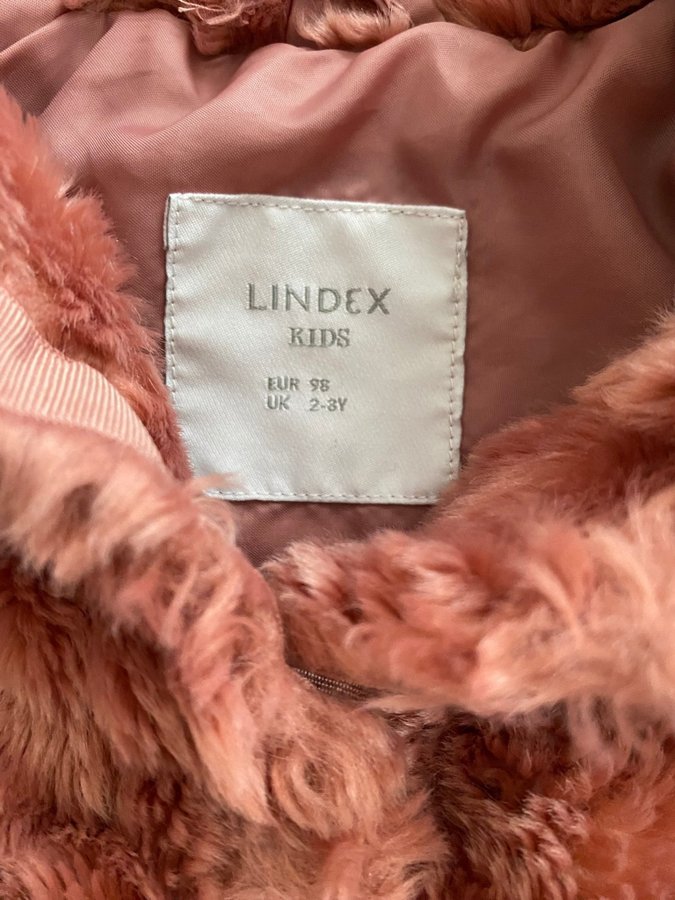 LINDEX
KIDS
EUR 98
UK 2-3Y